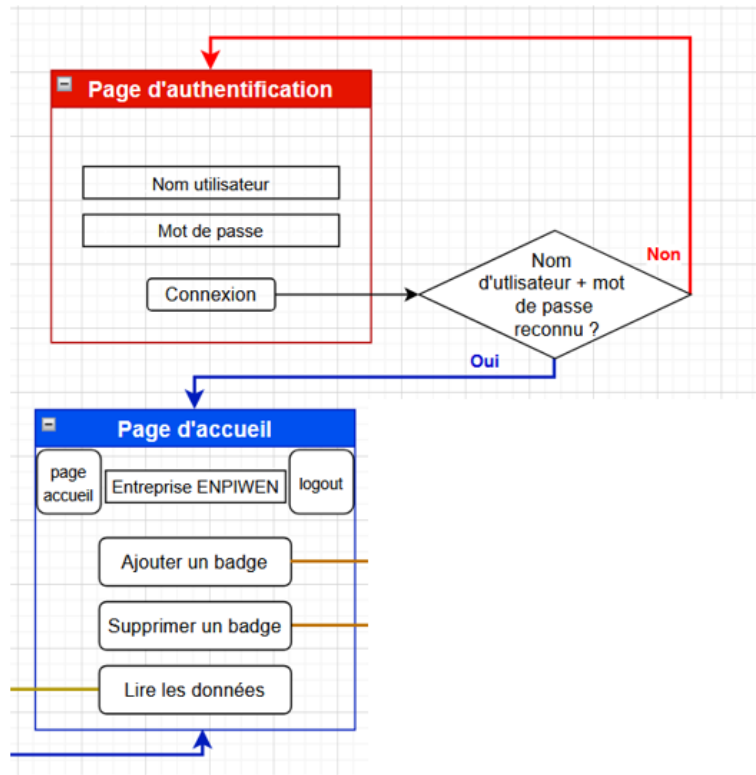 Page d'authentification
Nom utilisateur
Mot de passe
Connexion
Nom
d'utlisateur + mot
de passe
reconnu ?
Non
Oui
Page d'accueil
page
accueil
Entreprise ENPIWEN
logout
Ajouter un badge
Supprimer un badge
Lire les données